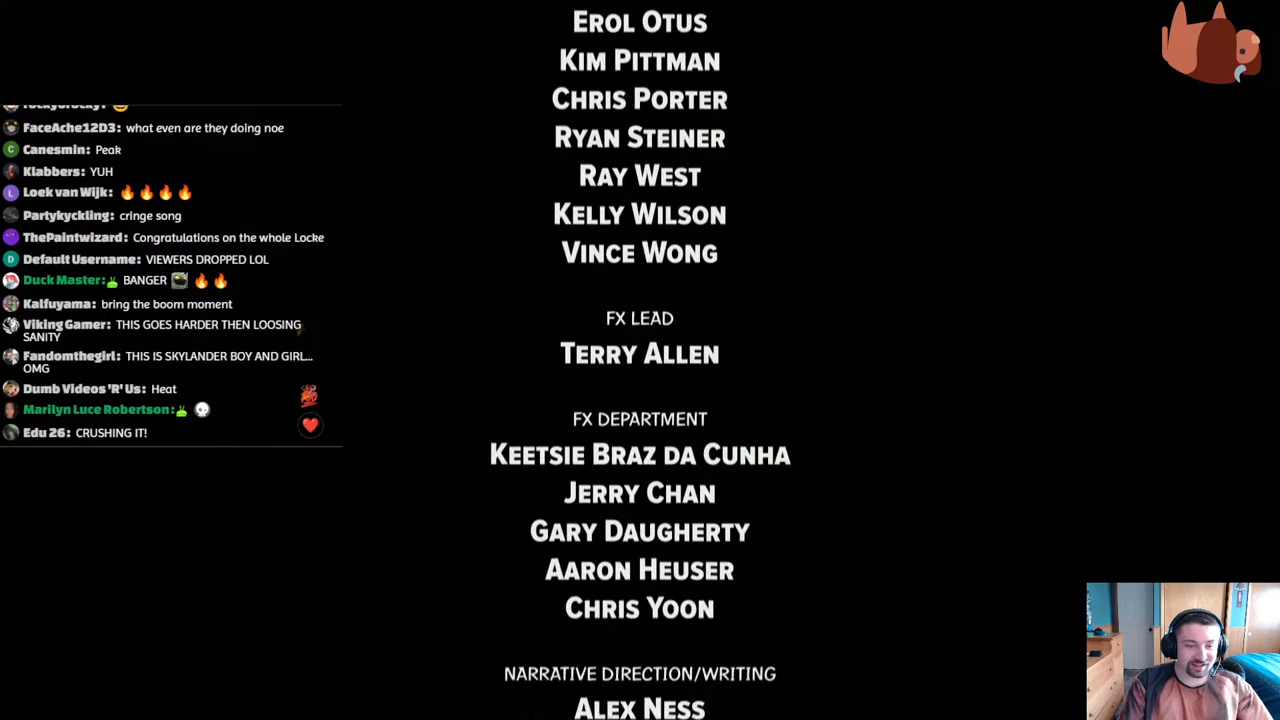 FaceAche12D3: what even are they doing noe
Canesmin: Peak
Klabbers: YUH
Loek van Wijk: 🔥🔥🔥🔥
Partykyckling: cringe song
ThePaintwizard: Congratulations on the whole Locke
Default Username: VIEWERS DROPPED LOL
Duck Master: BANGER 🔥🔥
Kalfuyama: bring the boom moment
Viking Gamer: THIS GOES HARDER THEN LOOSING
SANITY
Fandomthegirl: THIS IS SKYLANDER BOY AND GIRL...
OMG
Dumb Videos 'R' Us: Heat
Marilyn Luce Robertson: 💀
Edu 26: CRUSHING IT!
EROL OTUS
KIM PITTMAN
CHRIS PORTER
RYAN STEINER
RAY WEST
KELLY WILSON
VINCE WONG
FX LEAD
TERRY ALLEN
FX DEPARTMENT
KEETSIE BRAZ DA CUNHA
JERRY CHAN
GARY DAUGHERTY
AARON HEUSER
CHRIS YOON
NARRATIVE DIRECTION/WRITING
ALEX NESS